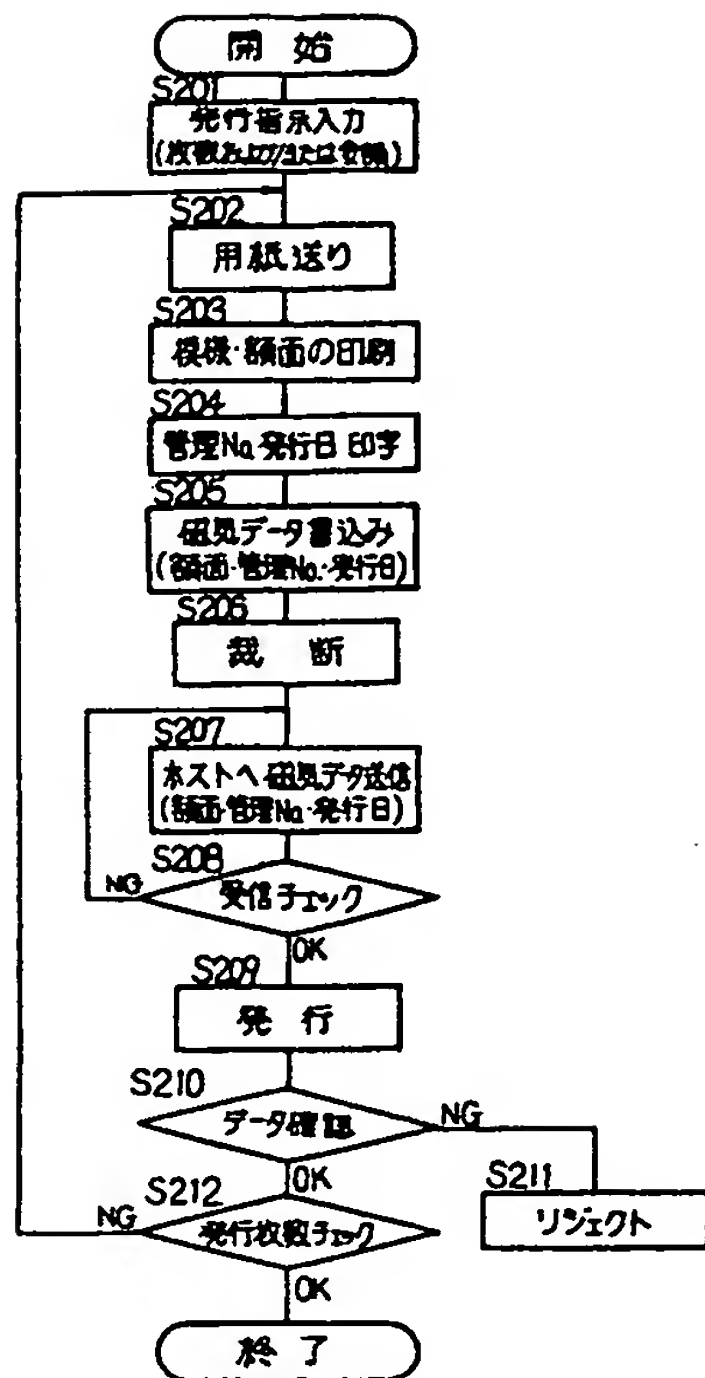 開始
S201
発行指示入力
(枚数および/または金額)
S202
用紙送り
S203
模様・額面の印刷
S204
管理No.発行日 印字
S205
磁気データ書込み
(額面・管理No.・発行日)
S206
裁断
S207
ホストへ磁気データ送信
(額面・管理No.・発行日)
S208
NG
受信チェック
OK
S209
発行
S210
データ確認
NG
OK
S211
リジェクト
S212
NG
発行枚数チェック
OK
終了